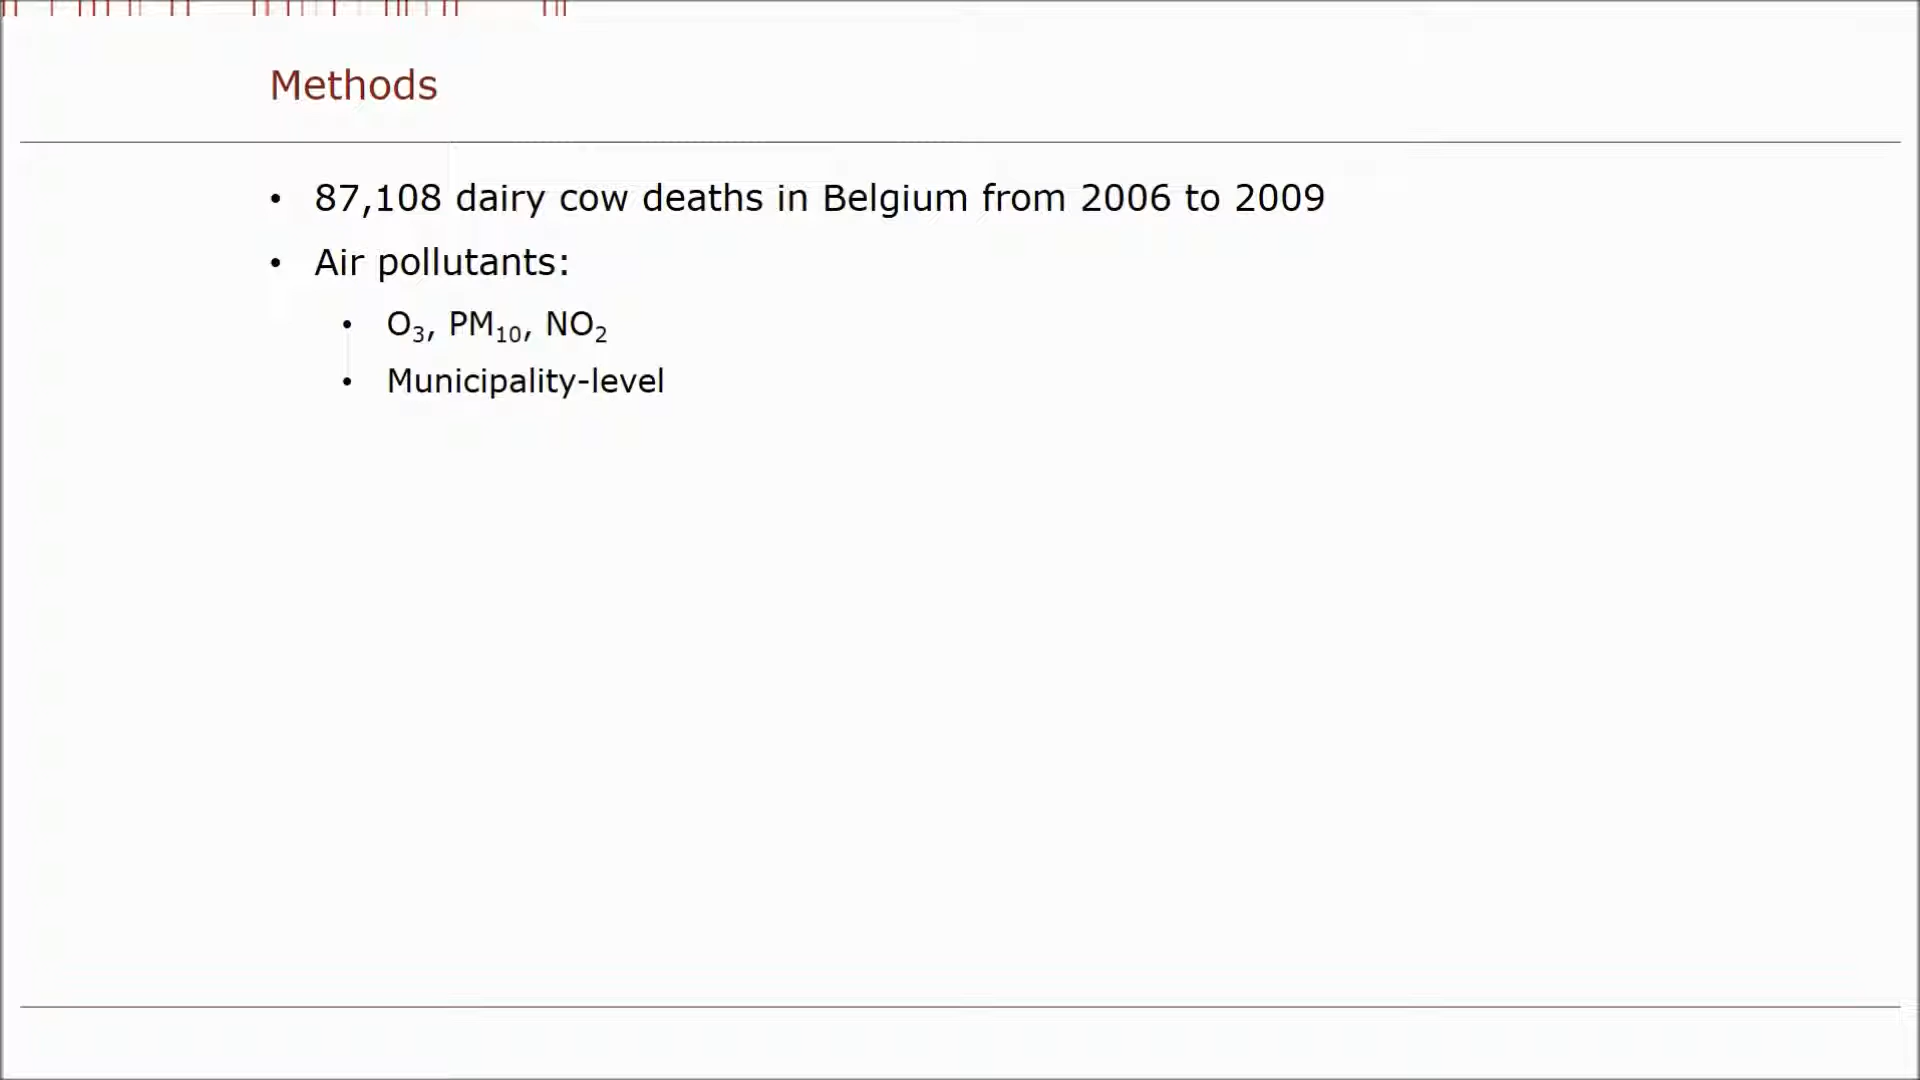 Methods
• 87,108 dairy cow deaths in Belgium from 2006 to 2009
• Air pollutants:
• O₃, PM₁₀, NO₂
• Municipality-level